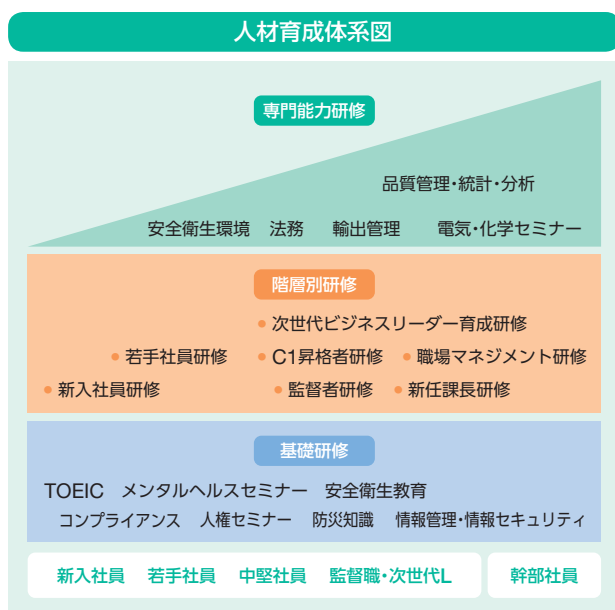 人材育成体系図
専門能力研修
品質管理・統計・分析
安全衛生環境 法務 輸出管理 電気・化学セミナー
階層別研修
• 次世代ビジネスリーダー育成研修
• 若手社員研修 • C1昇格者研修 • 職場マネジメント研修
• 新入社員研修 • 監督者研修 • 新任課長研修
基礎研修
TOEIC メンタルヘルスセミナー 安全衛生教育
コンプライアンス 人権セミナー 防災知識 情報管理・情報セキュリティ
新入社員 若手社員 中堅社員 監督職・次世代L 幹部社員